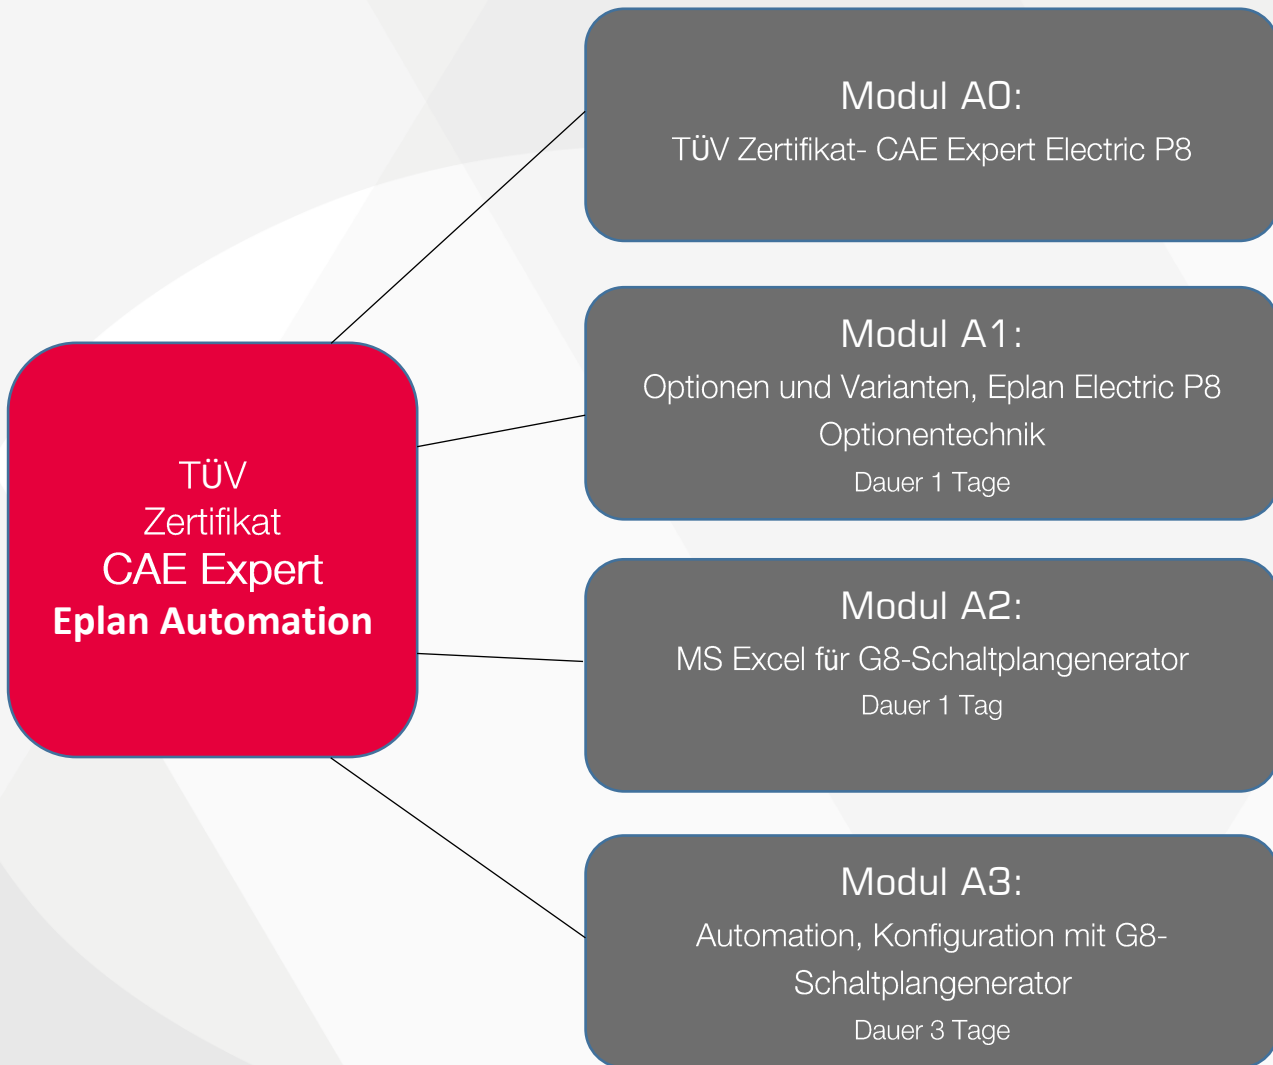 TÜV
Zertifikat
CAE Expert
Eplan Automation
Modul A0:
TÜV Zertifikat- CAE Expert Electric P8
Modul A1:
Optionen und Varianten, Eplan Electric P8
Optionentechnik
Dauer 1 Tage
Modul A2:
MS Excel für G8-Schaltplangenerator
Dauer 1 Tag
Modul A3:
Automation, Konfiguration mit G8-
Schaltplangenerator
Dauer 3 Tage